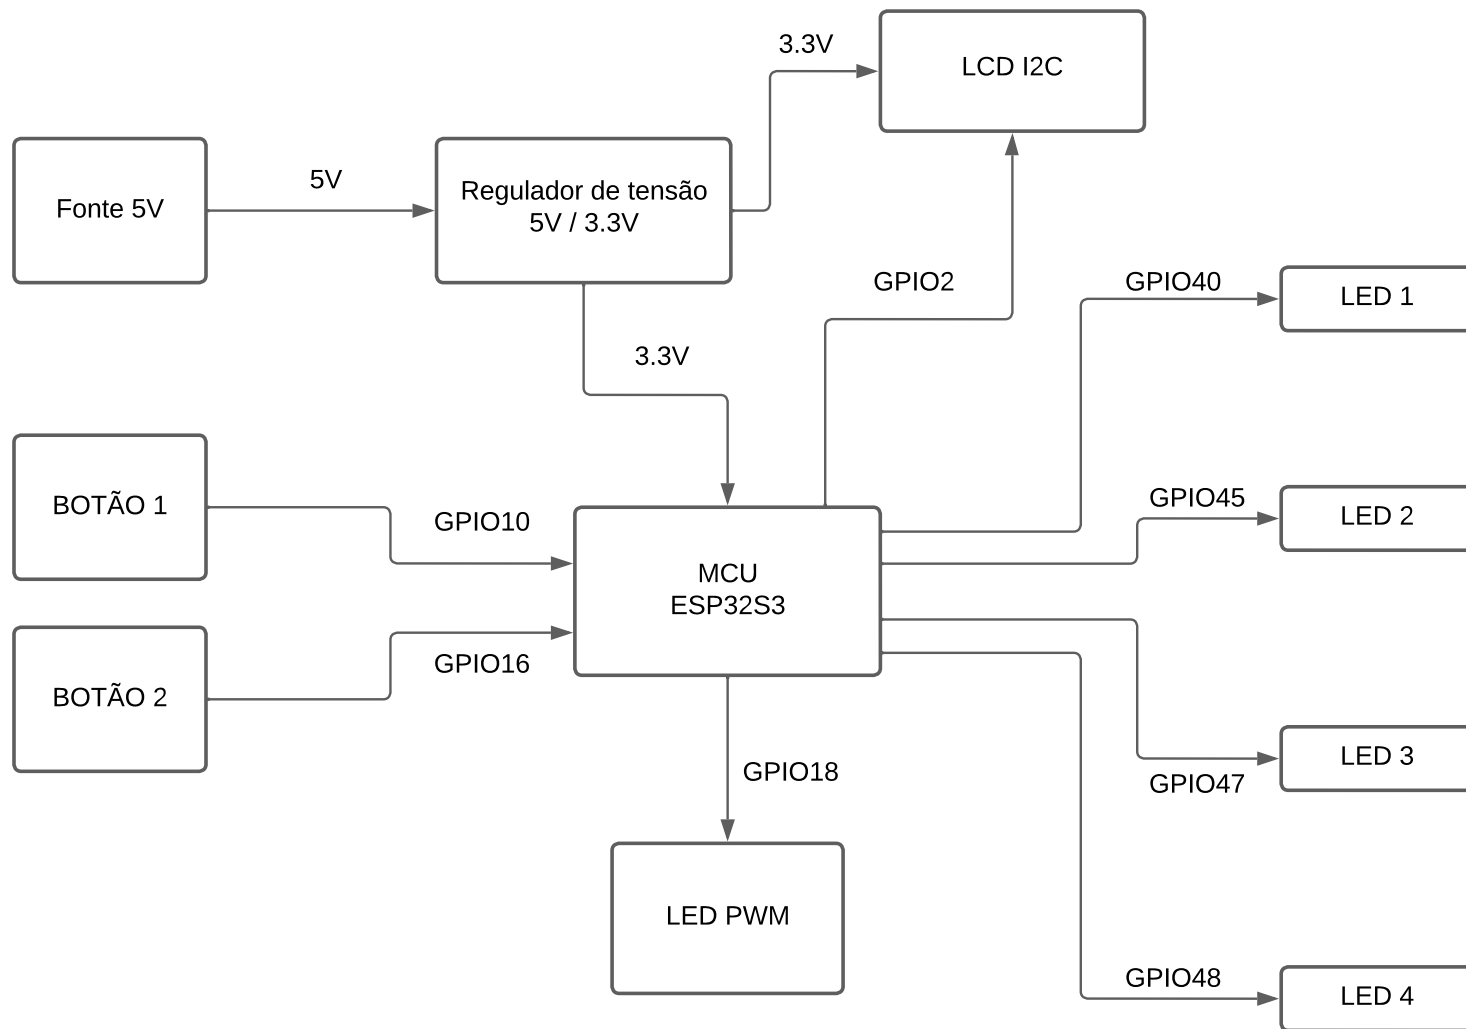 3.3V
LCD I2C
5V
Fonte 5V
Regulador de tensão
5V / 3.3V
GPIO2
GPIO40
LED 1
3.3V
BOTÃO 1
GPIO10
GPIO45
LED 2
MCU
ESP32S3
GPIO16
BOTÃO 2
GPIO18
LED 3
GPIO47
LED PWM
GPIO48
LED 4